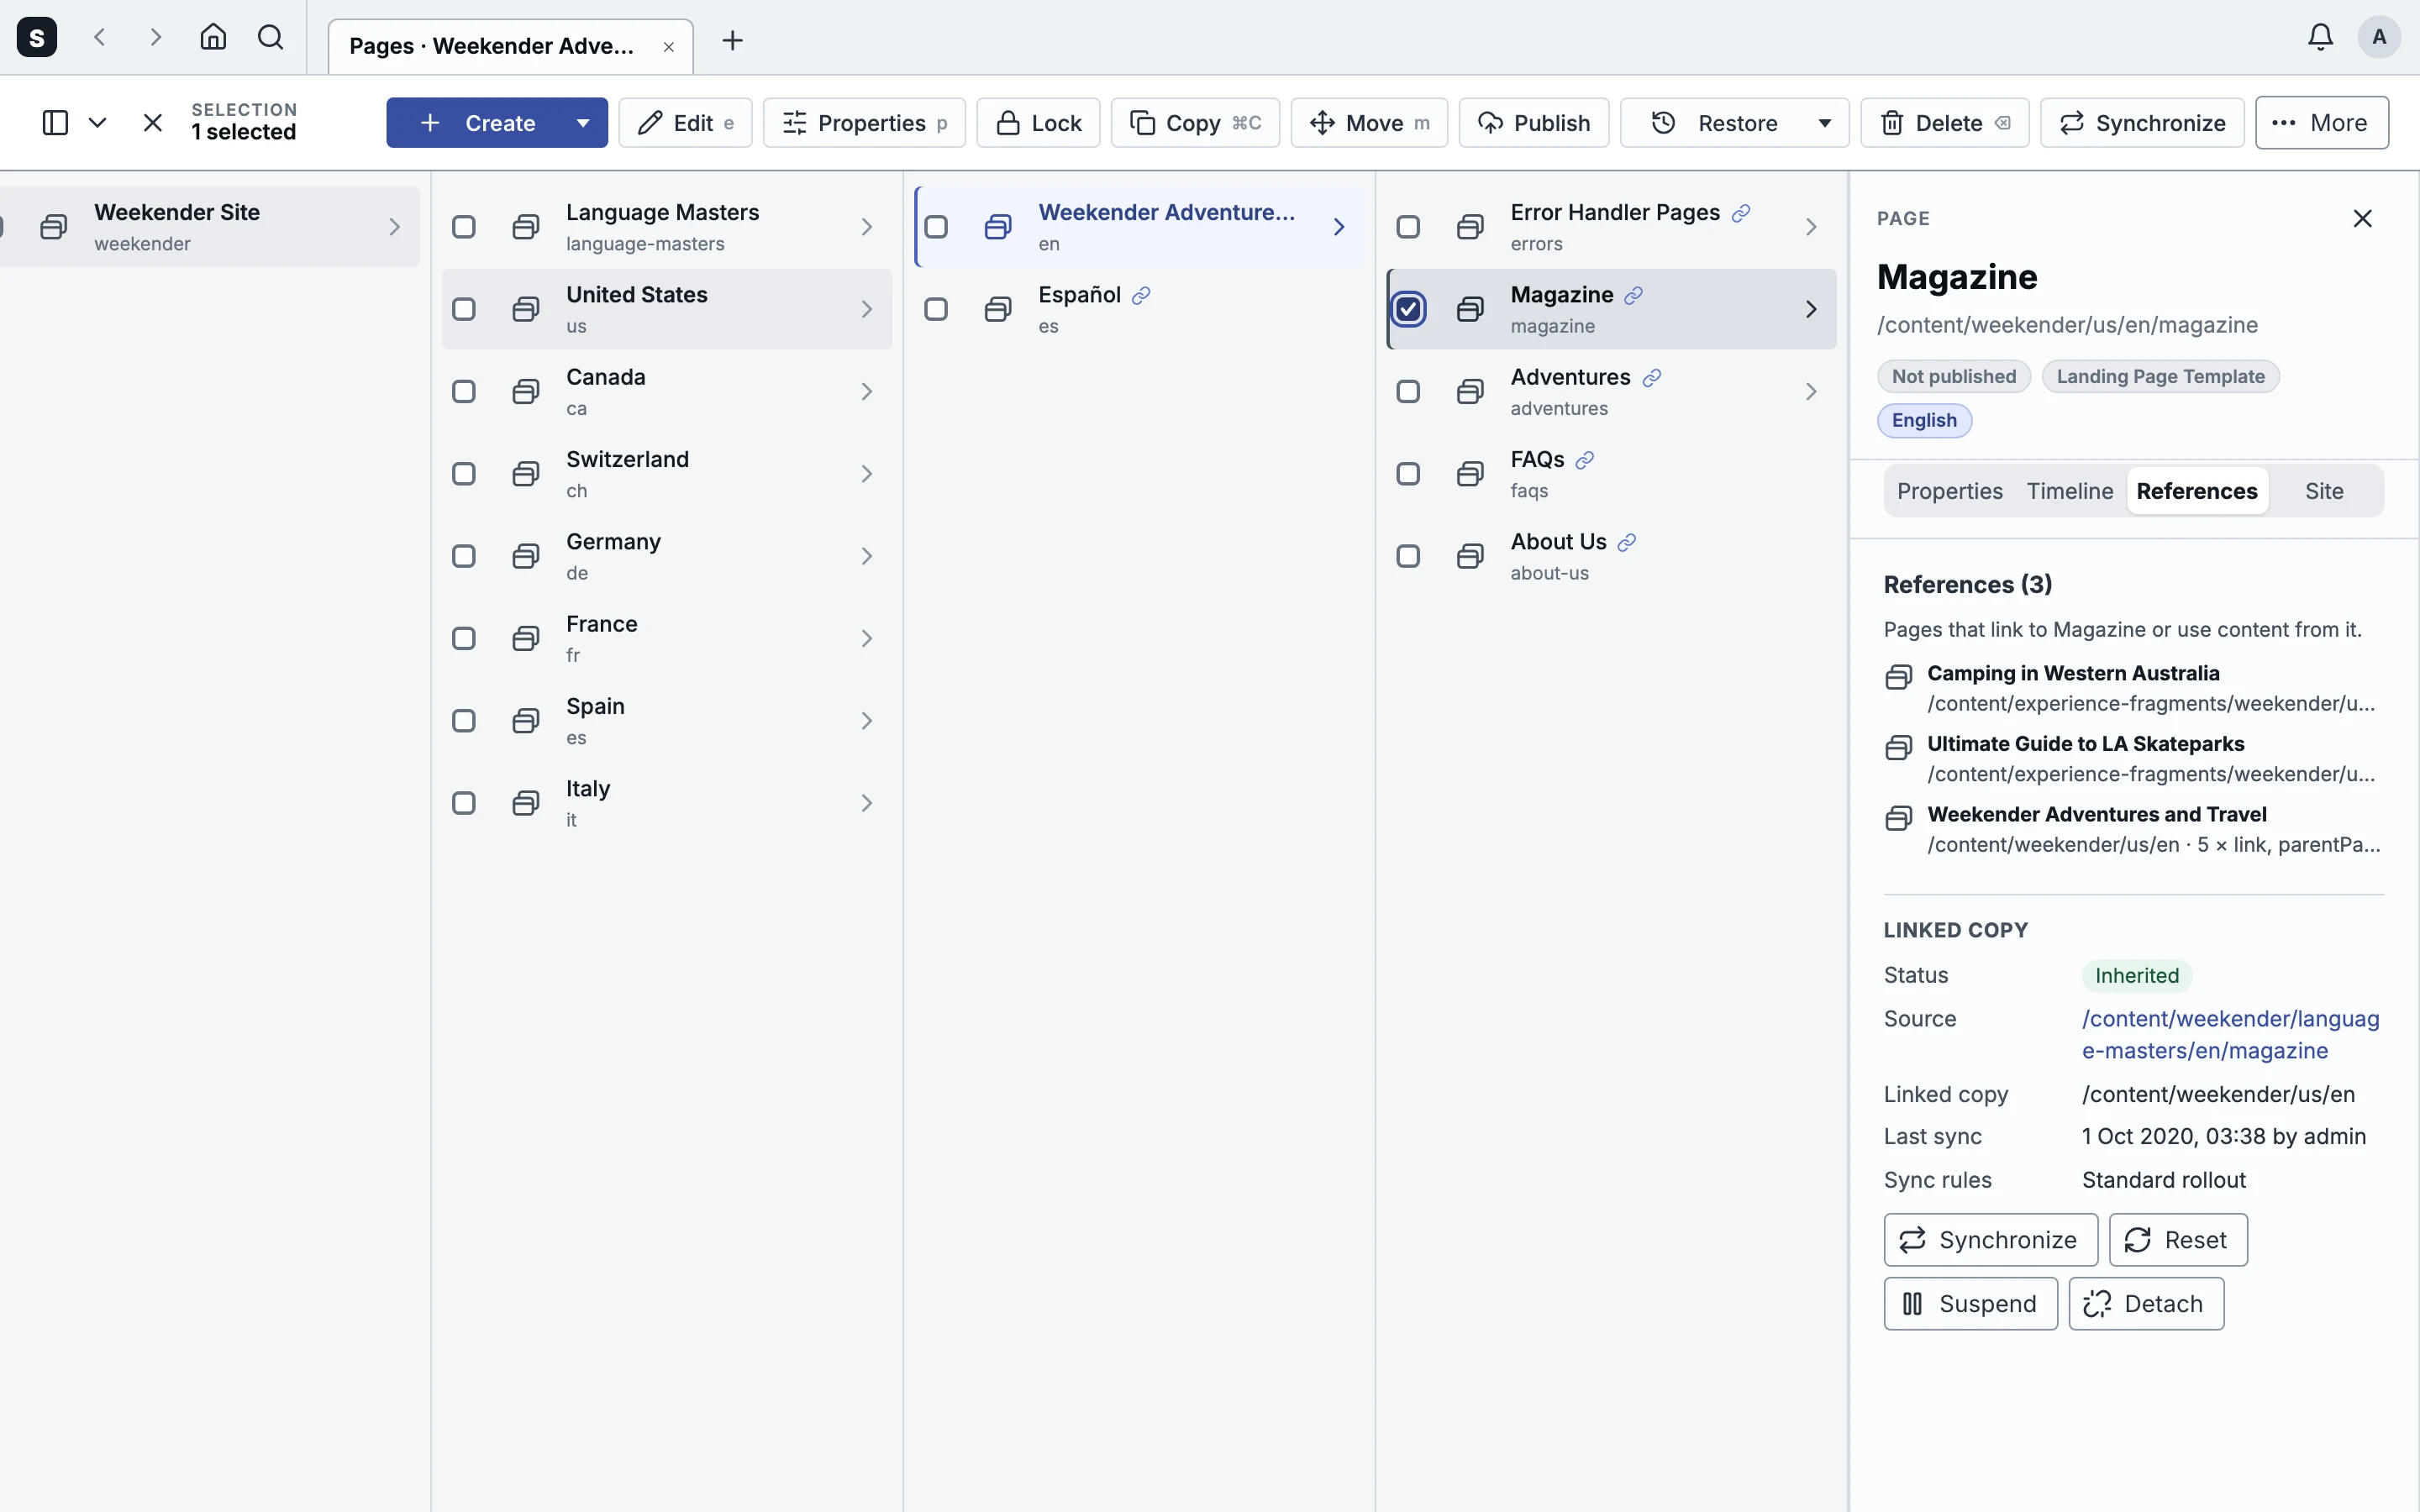 S
Pages · Weekender Adve...
A
SELECTION
1 selected
Create
Edit e
Properties p
Lock
Copy ⌘C
Move m
Publish
Restore
Delete
Synchronize
More
Weekender Site
weekender
Language Masters
language-masters
United States
us
Canada
ca
Switzerland
ch
Germany
de
France
fr
Spain
es
Italy
it
Weekender Adventure...
en
Español
es
Error Handler Pages
errors
Magazine
magazine
Adventures
adventures
FAQs
faqs
About Us
about-us
PAGE
Magazine
/content/weekender/us/en/magazine
Not published
Landing Page Template
English
Properties
Timeline
References
Site
References (3)
Pages that link to Magazine or use content from it.
Camping in Western Australia
/content/experience-fragments/weekender/u...
Ultimate Guide to LA Skateparks
/content/experience-fragments/weekender/u...
Weekender Adventures and Travel
/content/weekender/us/en · 5 × link, parentPa...
LINKED COPY
Status Inherited
Source /content/weekender/languag
e-masters/en/magazine
Linked copy /content/weekender/us/en
Last sync 1 Oct 2020, 03:38 by admin
Sync rules Standard rollout
Synchronize
Reset
Suspend
Detach